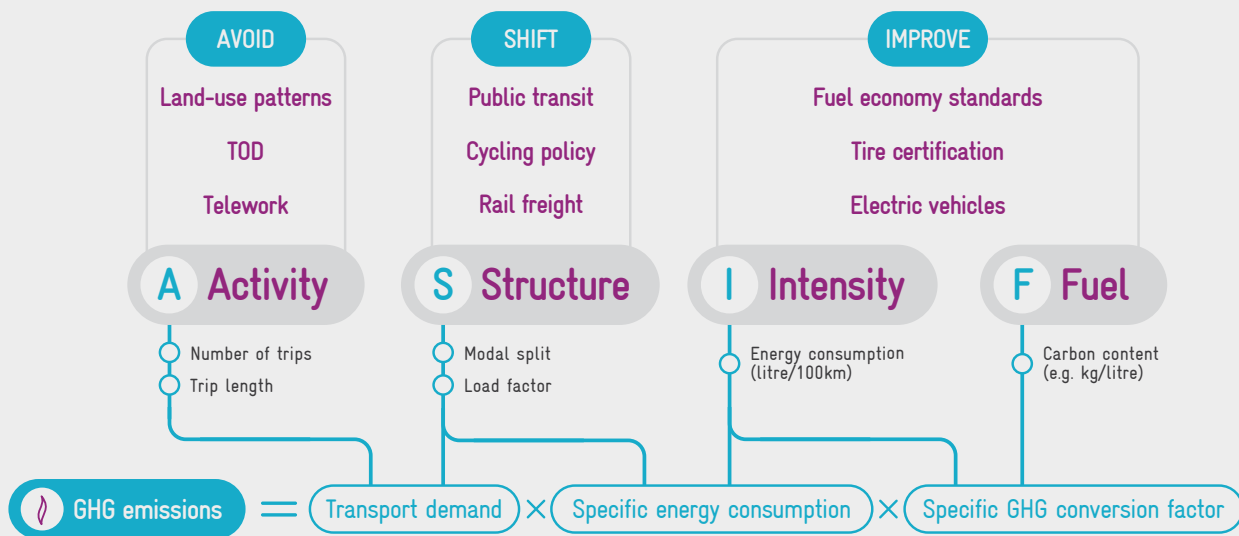 AVOID
Land-use patterns
TOD
Telework
SHIFT
Public transit
Cycling policy
Rail freight
IMPROVE
Fuel economy standards
Tire certification
Electric vehicles
A Activity
Number of trips
Trip length
S Structure
Modal split
Load factor
I Intensity
Energy consumption
(litre/100km)
F Fuel
Carbon content
(e.g. kg/litre)
GHG emissions = Transport demand × Specific energy consumption × Specific GHG conversion factor